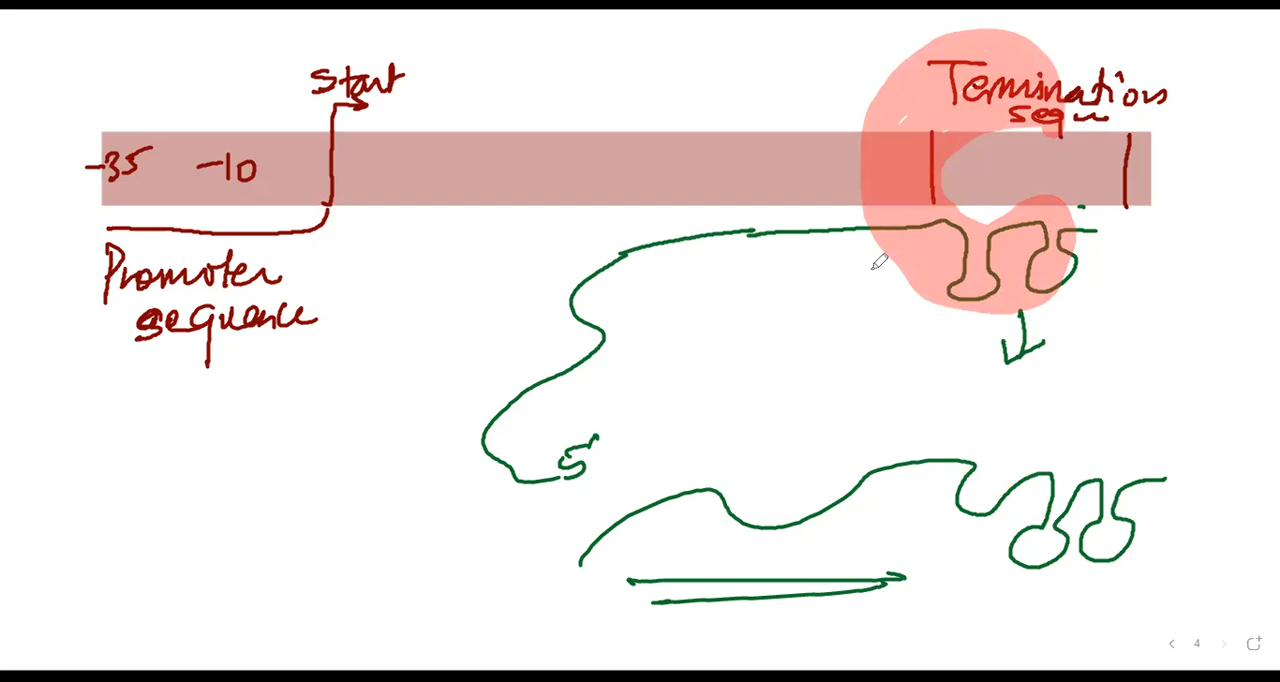 Start
Termination
seq
-35 -10
Promoter
sequence
5'
4